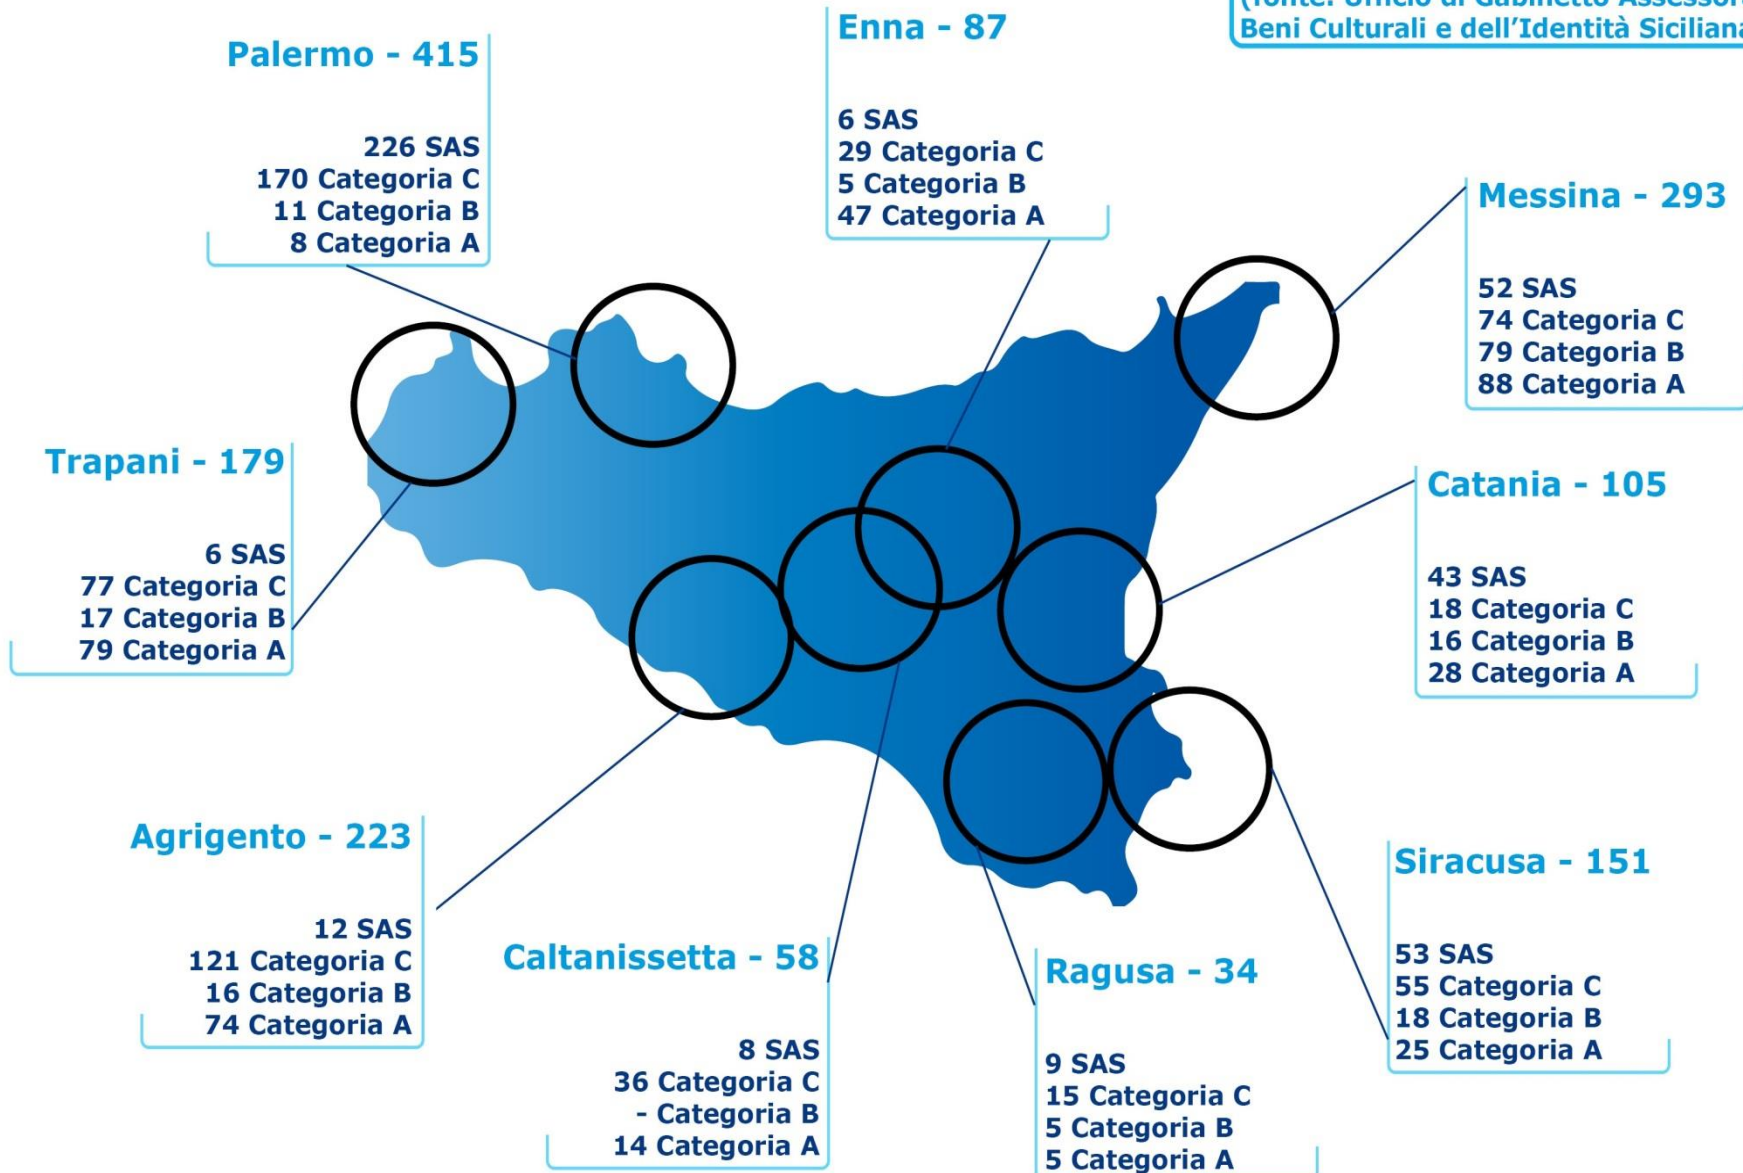 (fonte: Ufficio di Gabinetto
Beni Culturali e dell'Identità
Palermo - 415
226 SAS
170 Categoria C
11 Categoria B
8 Categoria A
Enna - 87
6 SAS
29 Categoria C
5 Categoria B
47 Categoria A
Messina - 293
52 SAS
74 Categoria C
79 Categoria B
88 Categoria A
Trapani - 179
6 SAS
77 Categoria C
17 Categoria B
79 Categoria A
Catania - 105
43 SAS
18 Categoria C
16 Categoria B
28 Categoria A
Agrigento - 223
12 SAS
121 Categoria C
16 Categoria B
74 Categoria A
Caltanissetta - 58
8 SAS
36 Categoria C
- Categoria B
14 Categoria A
Ragusa - 34
9 SAS
15 Categoria C
5 Categoria B
5 Categoria A
Siracusa - 151
53 SAS
55 Categoria C
18 Categoria B
25 Categoria A